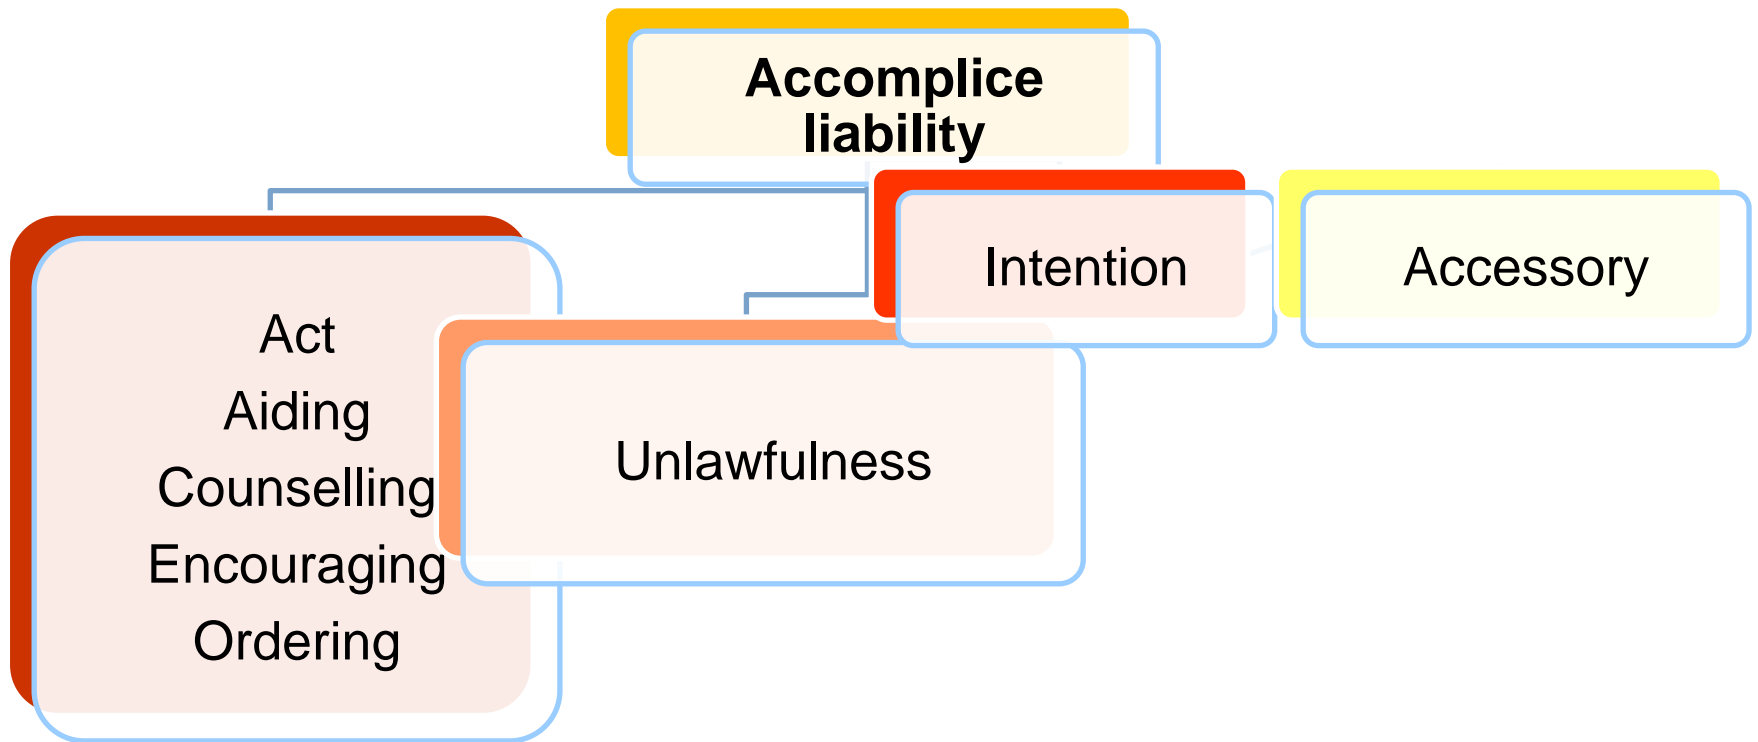 Accomplice
liability
Act
Aiding
Counselling
Encouraging
Ordering
Unlawfulness
Intention
Accessory